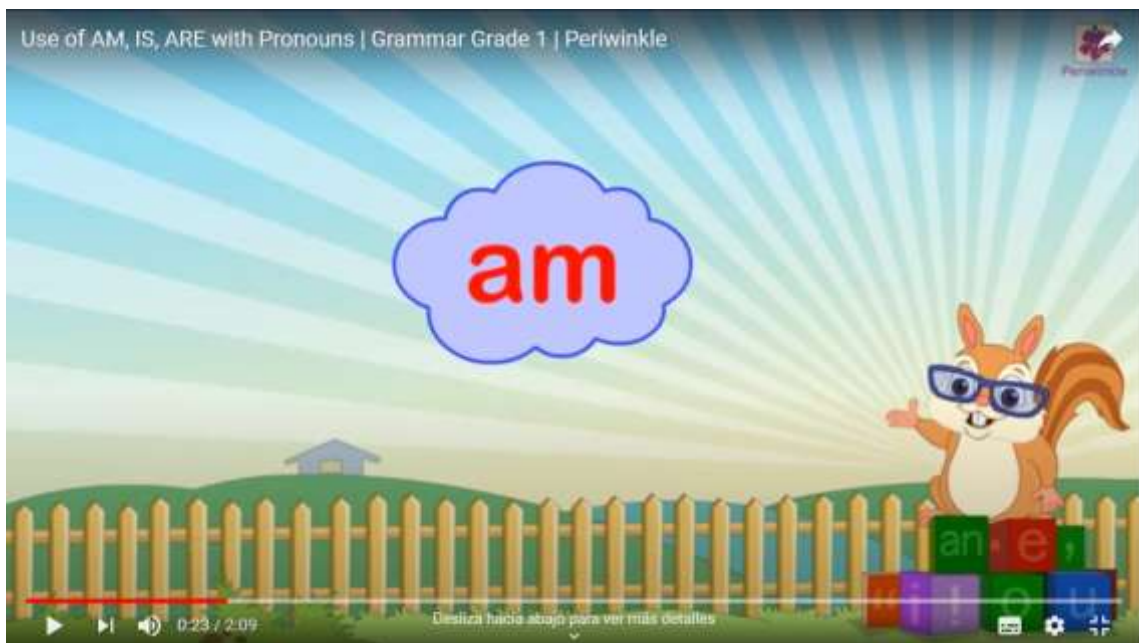 Use of AM, IS, ARE with Pronouns | Grammar Grade 1 | Periwinkle
Periwinkle
am
an
e
,
i
!
o
u
0:23 / 2:09
Desliza hacia abajo para ver más detalles